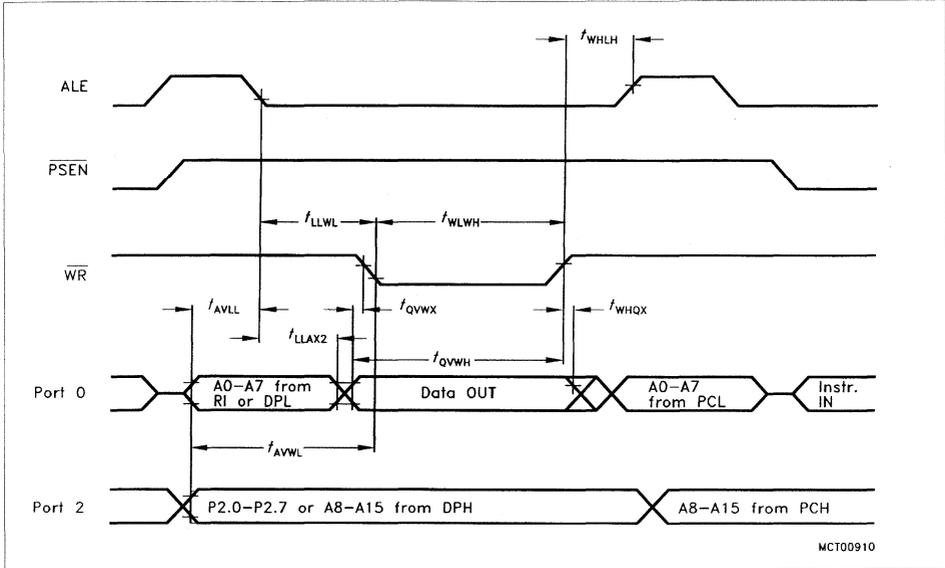 tWHLH
ALE
PSEN
tLLWL
tWLWH
WR
tAVLL
tQVWX
tWHQX
tLLAX2
tQVWH
Port 0
A0-A7 from
RI or DPL
Data OUT
A0-A7
from PCL
Instr.
IN
tAVWL
Port 2
P2.0-P2.7 or A8-A15 from DPH
A8-A15 from PCH
MCT00910